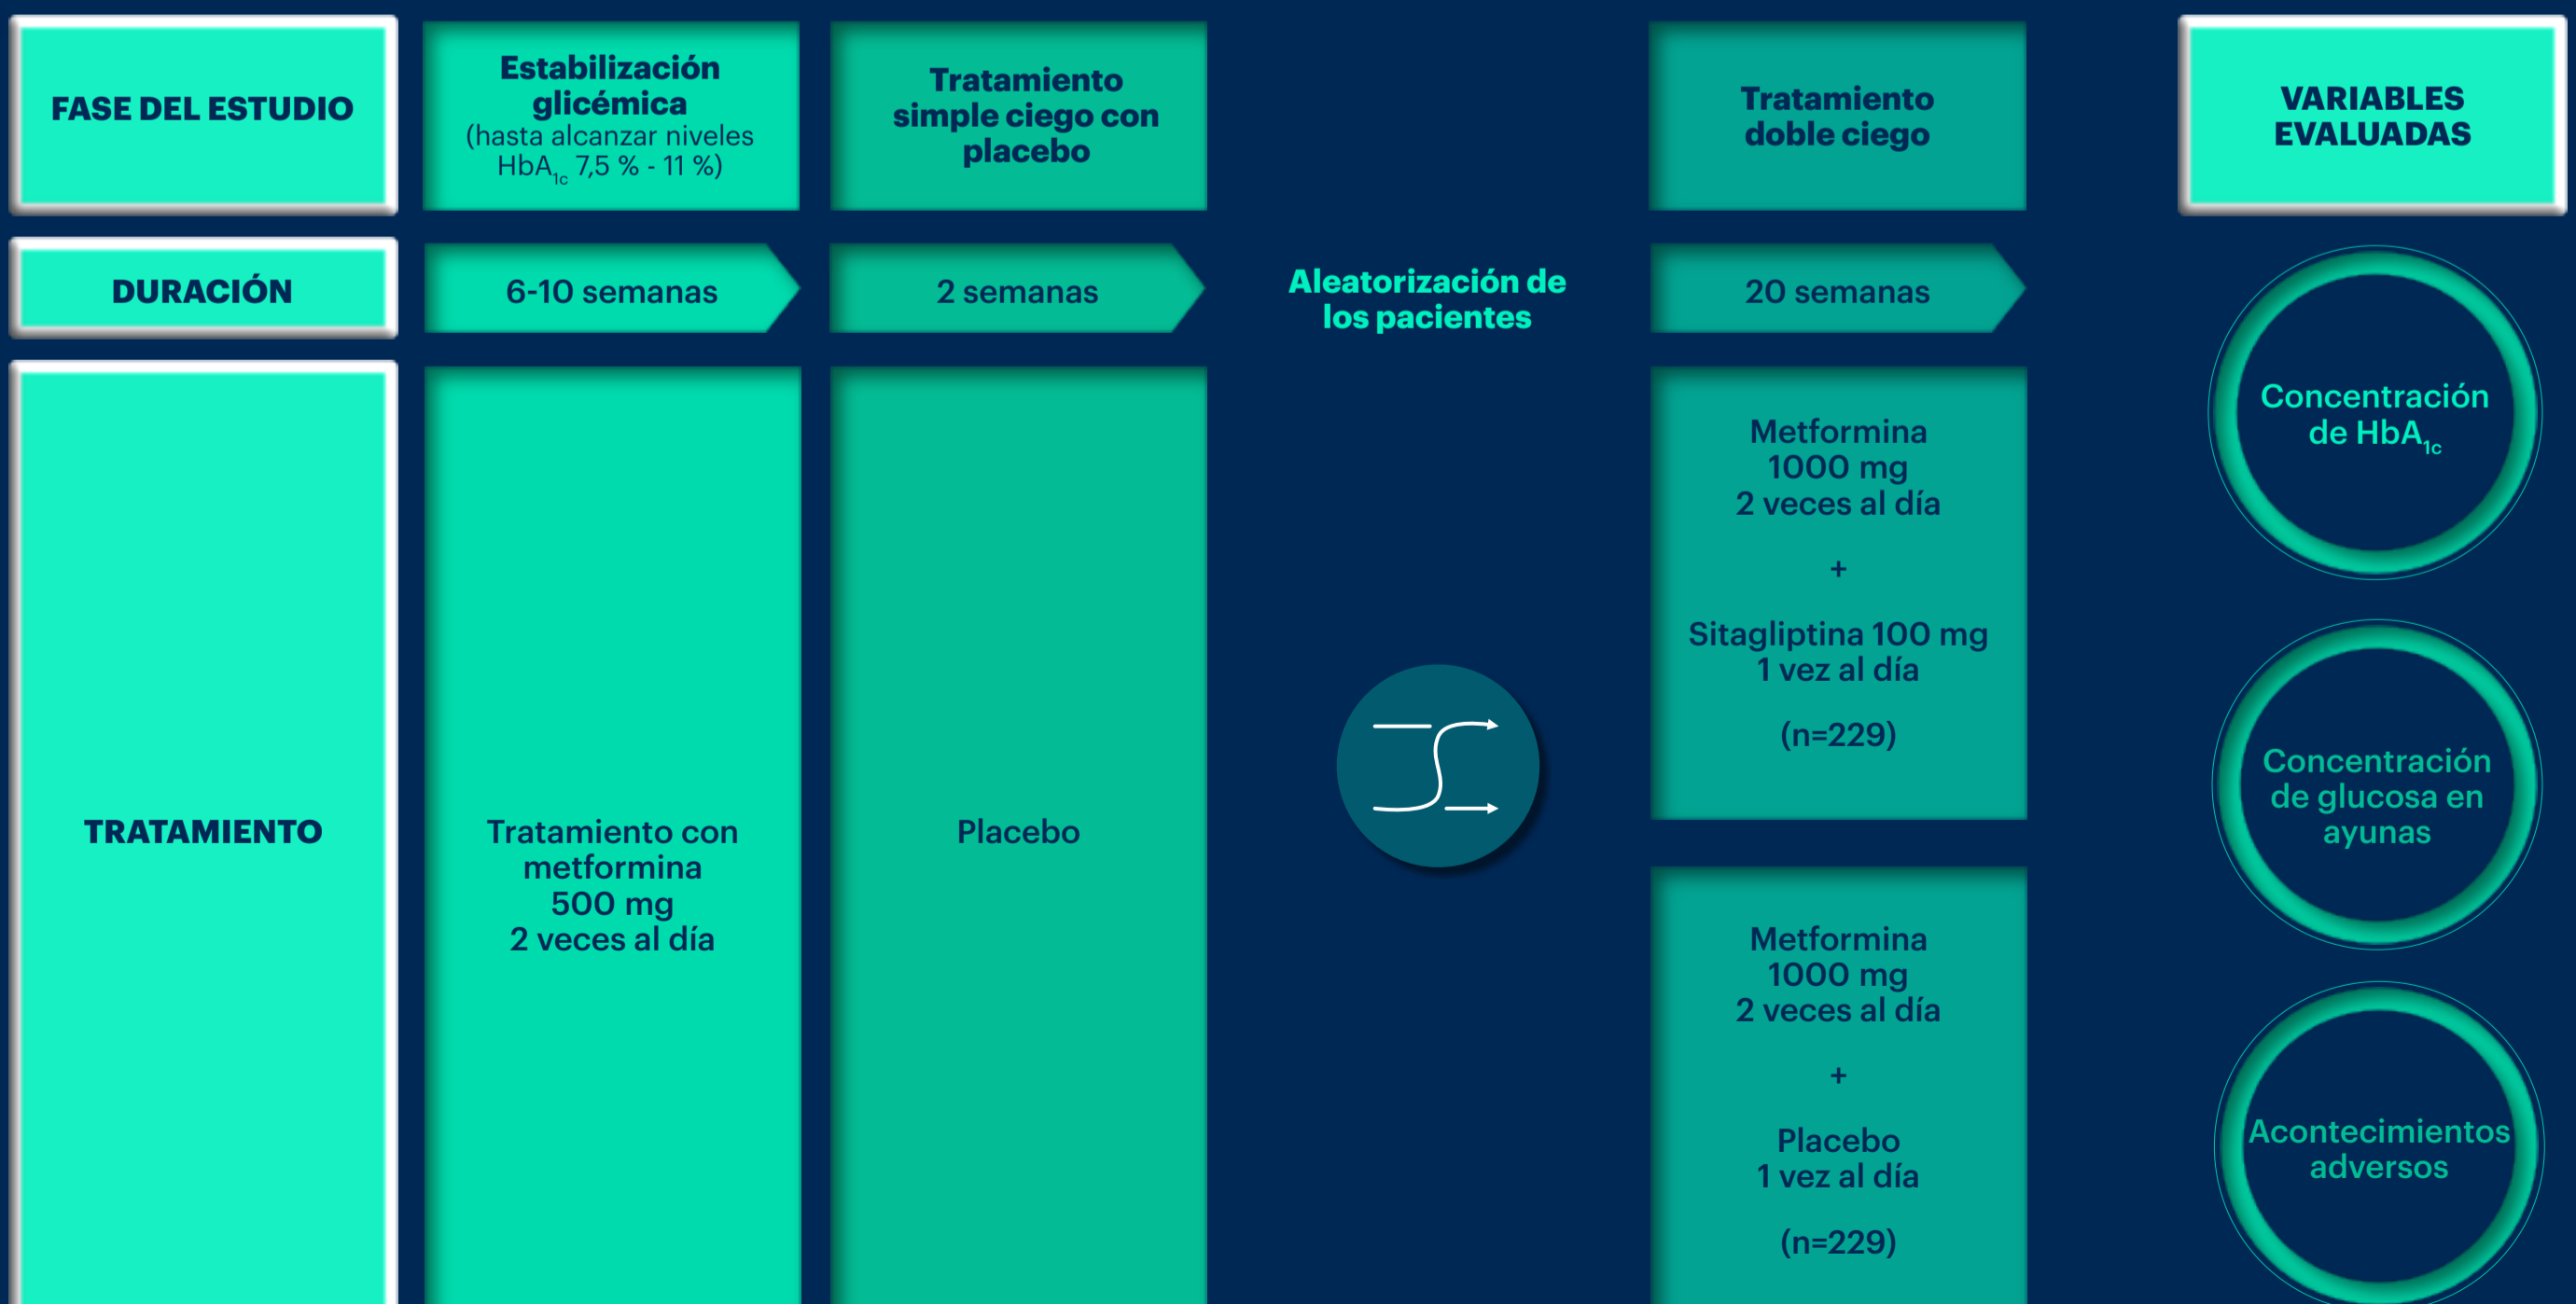 FASE DEL ESTUDIO
Estabilización
glicémica
(hasta alcanzar niveles
HbA1c 7,5 % - 11 %)
Tratamiento
simple ciego con
placebo
Tratamiento
doble ciego
VARIABLES
EVALUADAS
DURACIÓN
6-10 semanas
2 semanas
Aleatorización de
los pacientes
20 semanas
TRATAMIENTO
Tratamiento con
metformina
500 mg
2 veces al día
Placebo
Metformina
1000 mg
2 veces al día
+
Sitagliptina 100 mg
1 vez al día
(n=229)
Metformina
1000 mg
2 veces al día
+
Placebo
1 vez al día
(n=229)
Concentración
de HbA1c
Concentración
de glucosa en
ayunas
Acontecimientos
adversos